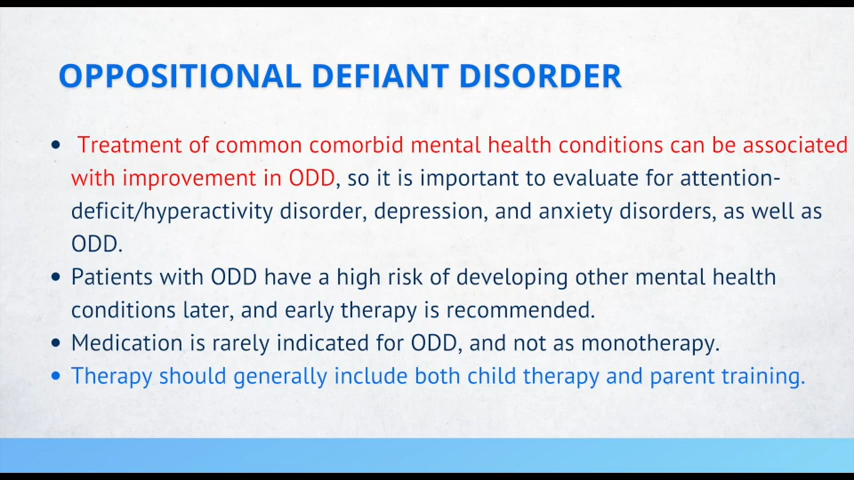 OPPOSITIONAL DEFIANT DISORDER
• Treatment of common comorbid mental health conditions can be associated
with improvement in ODD, so it is important to evaluate for attention-
deficit/hyperactivity disorder, depression, and anxiety disorders, as well as
ODD.
• Patients with ODD have a high risk of developing other mental health
conditions later, and early therapy is recommended.
• Medication is rarely indicated for ODD, and not as monotherapy.
• Therapy should generally include both child therapy and parent training.